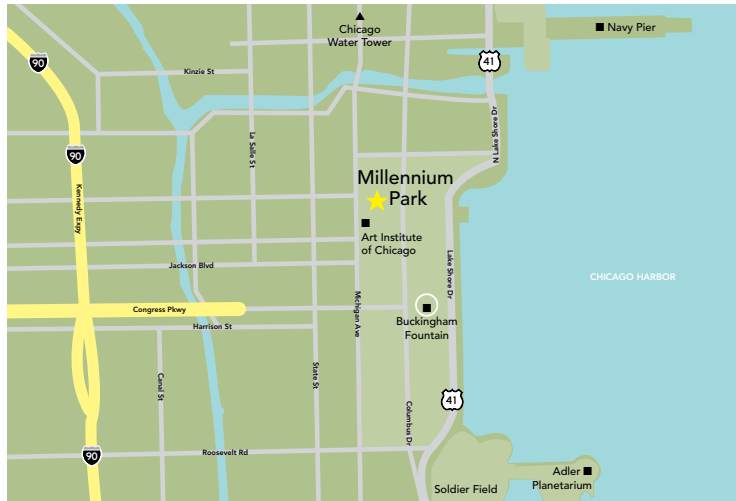 Chicago
Water Tower
Navy Pier
41
90
Kinzie St
N Lake Shore Dr
La Salle St
90
Millennium
Park
Kennedy Expy
Art Institute
of Chicago
Lake Shore Dr
Jackson Blvd
CHICAGO HARBOR
Congress Pkwy
Michigan Ave
Harrison St
Buckingham
Fountain
State St
Canal St
41
Columbus Dr
90
Roosevelt Rd
Adler
Planetarium
Soldier Field